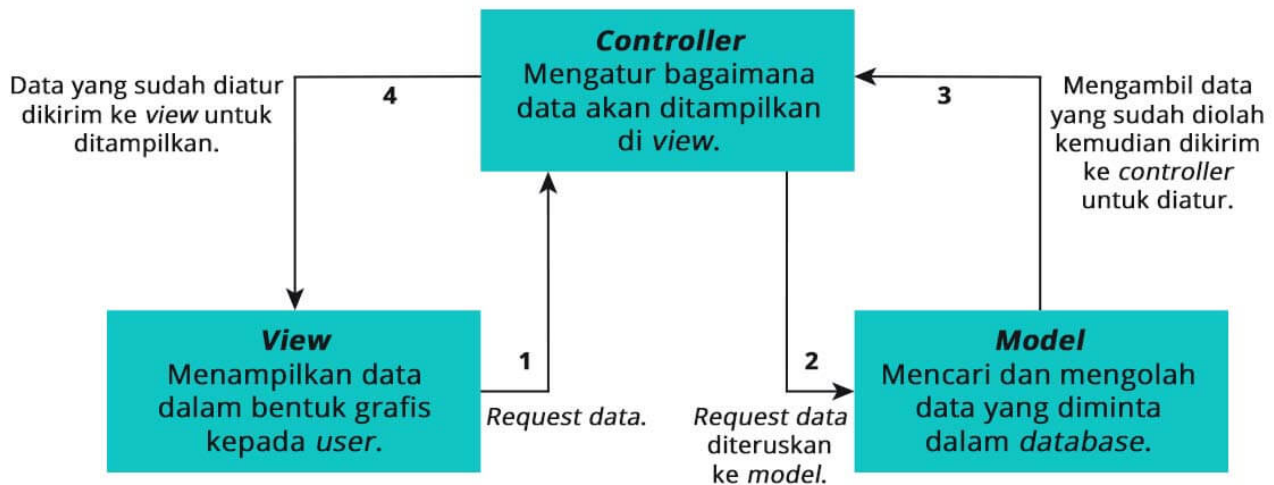 Controller
Mengatur bagaimana
data akan ditampilkan
di view.
Data yang sudah diatur
dikirim ke view untuk
ditampilkan.
4
3
Mengambil data
yang sudah diolah
kemudian dikirim
ke controller
untuk diatur.
View
Menampilkan data
dalam bentuk grafis
kepada user.
1
Request data.
2
Request data
diteruskan
ke model.
Model
Mencari dan mengolah
data yang diminta
dalam database.